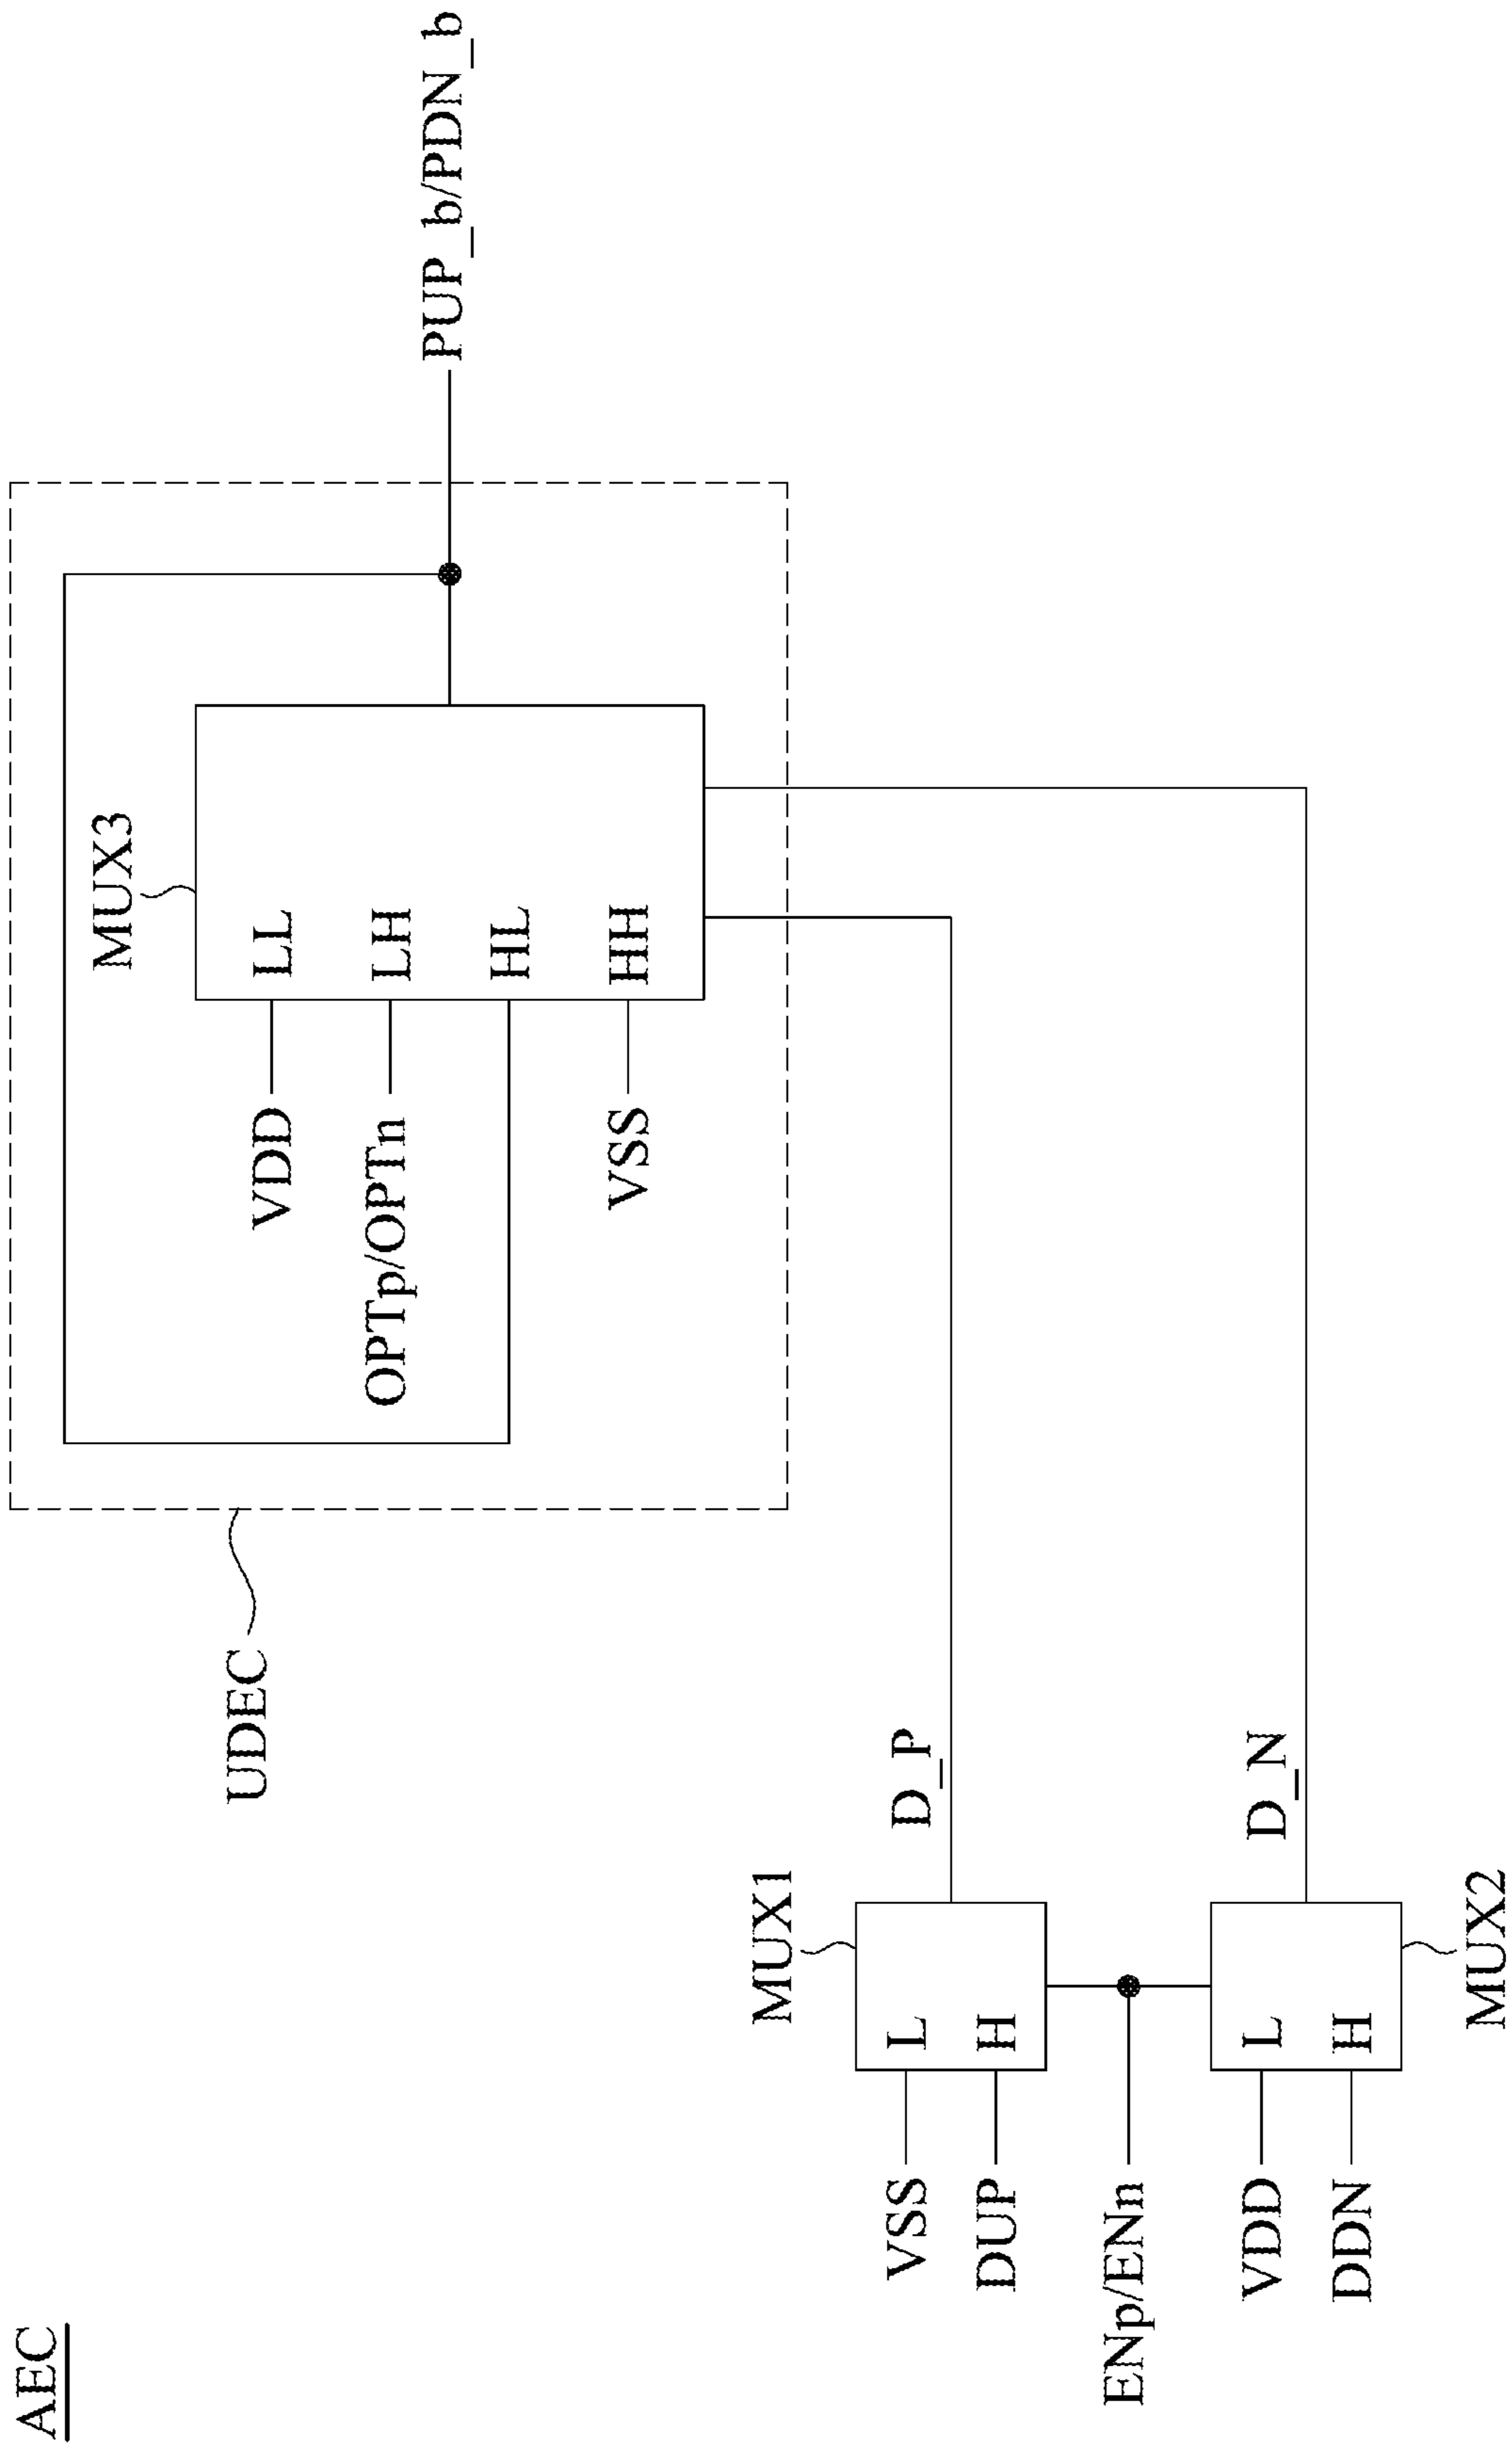 AEC
UDEC
MUX3
VDD
LL
OPTp/OPTn
LH
HL
VSS
HH
PUP_b/PDN_b
MUX1
VSS
L
DUP
H
D_P
ENp/ENn
VDD
L
DDN
H
D_N
MUX2